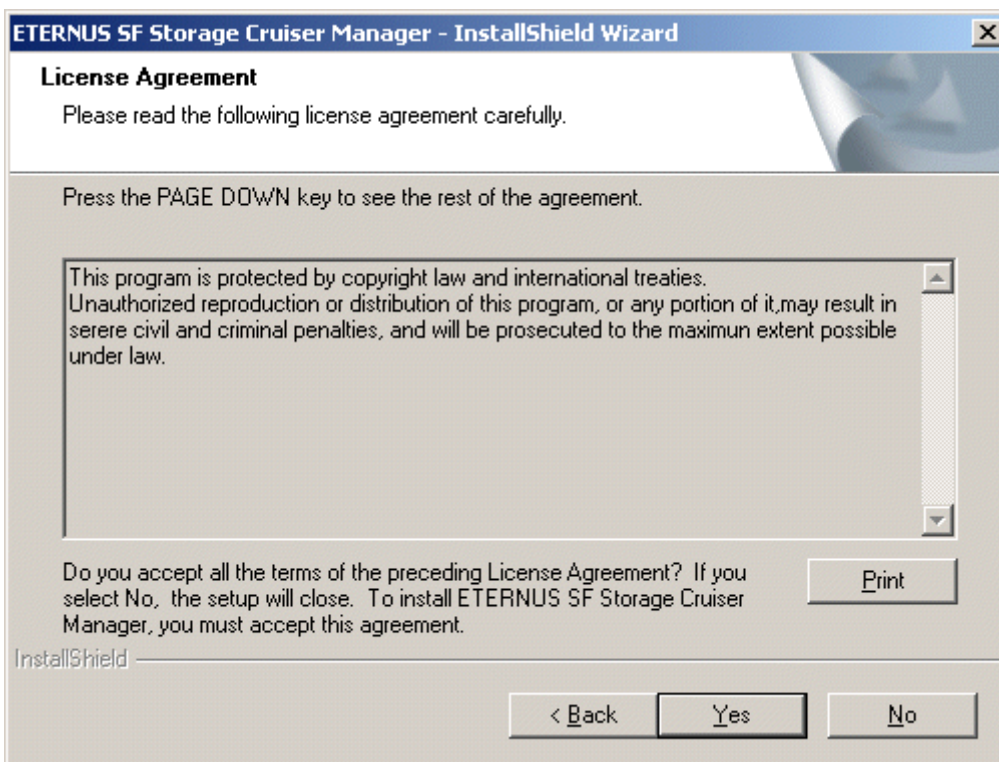 ETERNUS SF Storage Cruiser Manager - InstallShield Wizard
License Agreement
Please read the following license agreement carefully.
Press the PAGE DOWN key to see the rest of the agreement.
This program is protected by copyright law and international treaties.
Unauthorized reproduction or distribution of this program, or any portion of it,may result in
serere civil and criminal penalties, and will be prosecuted to the maximun extent possible
under law.
Do you accept all the terms of the preceding License Agreement?  If you
select No,  the setup will close.  To install ETERNUS SF Storage Cruiser
Manager, you must accept this agreement.
Print
InstallShield
< Back
Yes
No